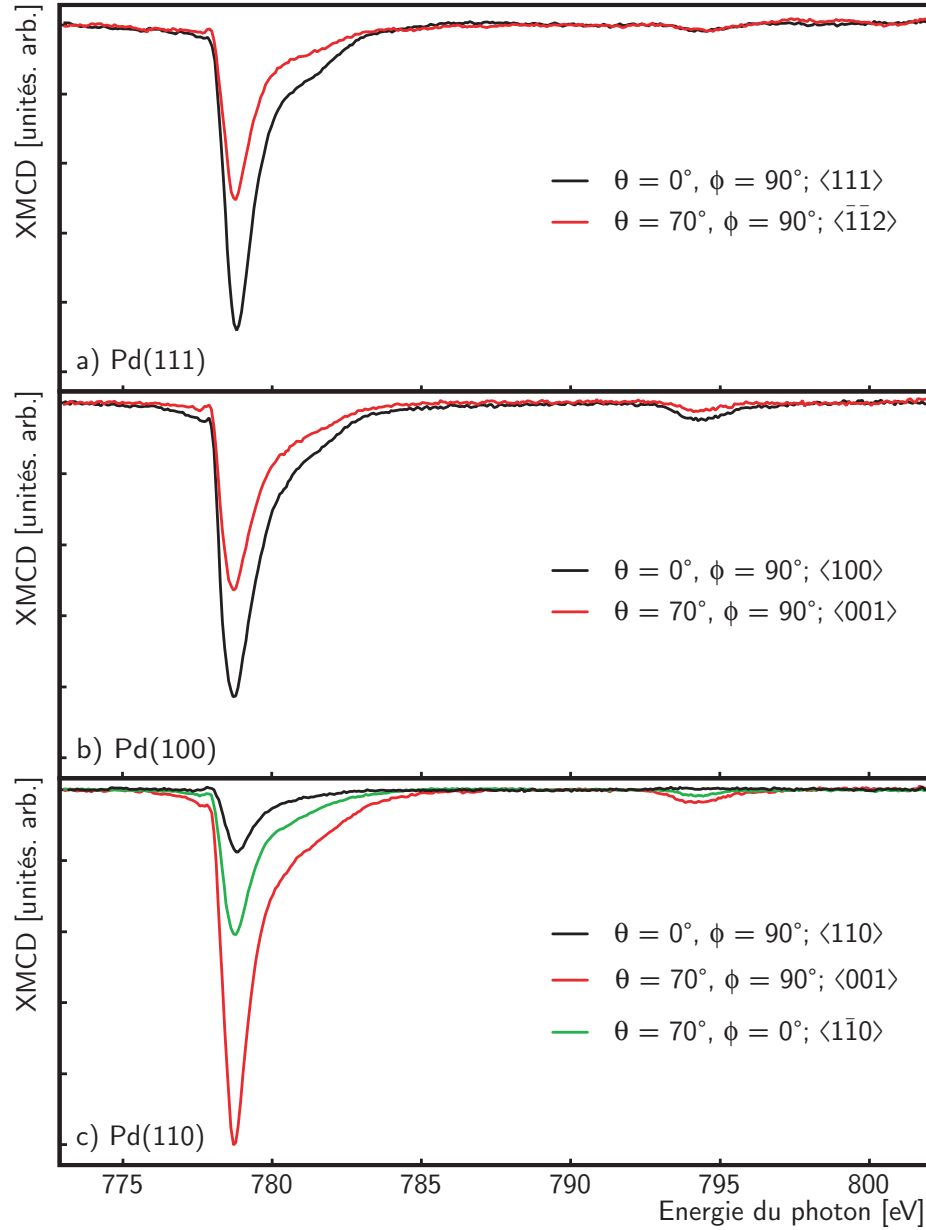 XMCD [unités. arb.]
θ = 0°, ϕ = 90°; ⟨111⟩
θ = 70°, ϕ = 90°; ⟨1̄1̄2⟩
a) Pd(111)
XMCD [unités. arb.]
θ = 0°, ϕ = 90°; ⟨100⟩
θ = 70°, ϕ = 90°; ⟨001⟩
b) Pd(100)
XMCD [unités. arb.]
θ = 0°, ϕ = 90°; ⟨110⟩
θ = 70°, ϕ = 90°; ⟨001⟩
θ = 70°, ϕ = 0°; ⟨11̄0⟩
c) Pd(110)
775 780 785 790 795 800
Energie du photon [eV]